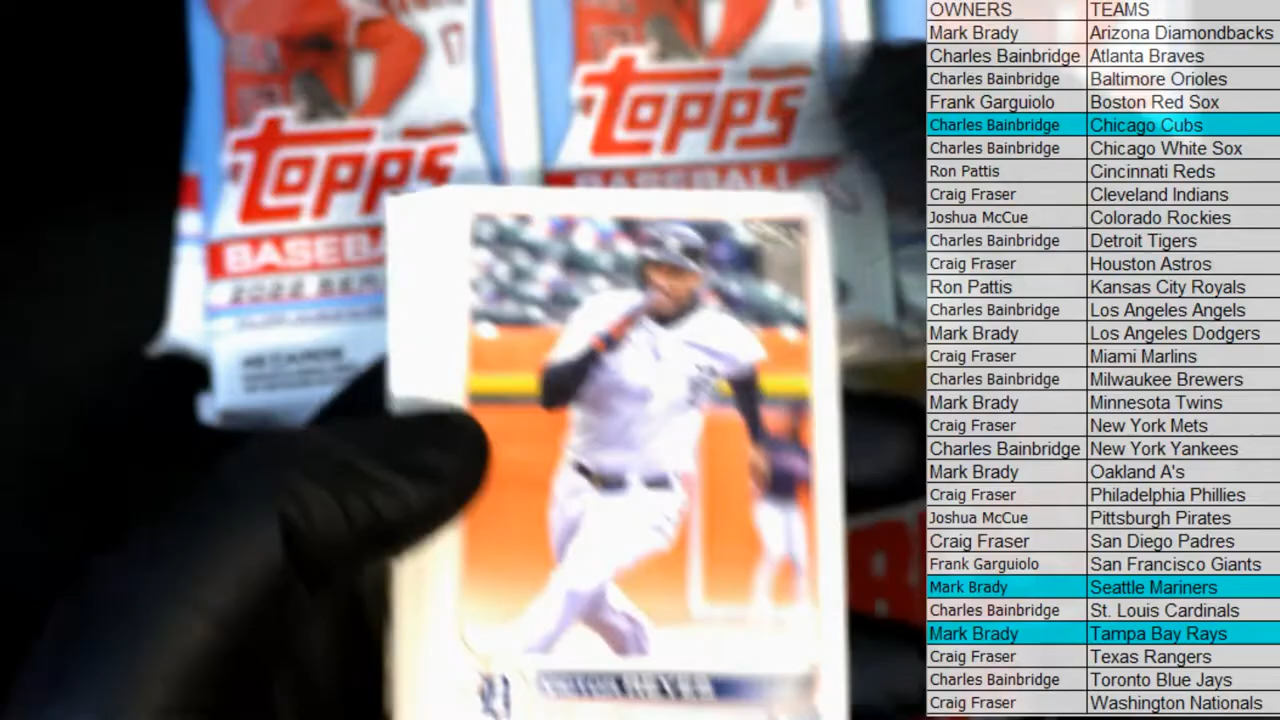 TOPPS
BASEBA
2022 SERI
TOPPS
BASEBALL
17
OWNERS TEAMS
Mark Brady Arizona Diamondbacks
Charles Bainbridge Atlanta Braves
Charles Bainbridge Baltimore Orioles
Frank Garguiolo Boston Red Sox
Charles Bainbridge Chicago Cubs
Charles Bainbridge Chicago White Sox
Ron Pattis Cincinnati Reds
Craig Fraser Cleveland Indians
Joshua McCue Colorado Rockies
Charles Bainbridge Detroit Tigers
Craig Fraser Houston Astros
Ron Pattis Kansas City Royals
Charles Bainbridge Los Angeles Angels
Mark Brady Los Angeles Dodgers
Craig Fraser Miami Marlins
Charles Bainbridge Milwaukee Brewers
Mark Brady Minnesota Twins
Craig Fraser New York Mets
Charles Bainbridge New York Yankees
Mark Brady Oakland A's
Craig Fraser Philadelphia Phillies
Joshua McCue Pittsburgh Pirates
Craig Fraser San Diego Padres
Frank Garguiolo San Francisco Giants
Mark Brady Seattle Mariners
Charles Bainbridge St. Louis Cardinals
Mark Brady Tampa Bay Rays
Craig Fraser Texas Rangers
Charles Bainbridge Toronto Blue Jays
Craig Fraser Washington Nationals